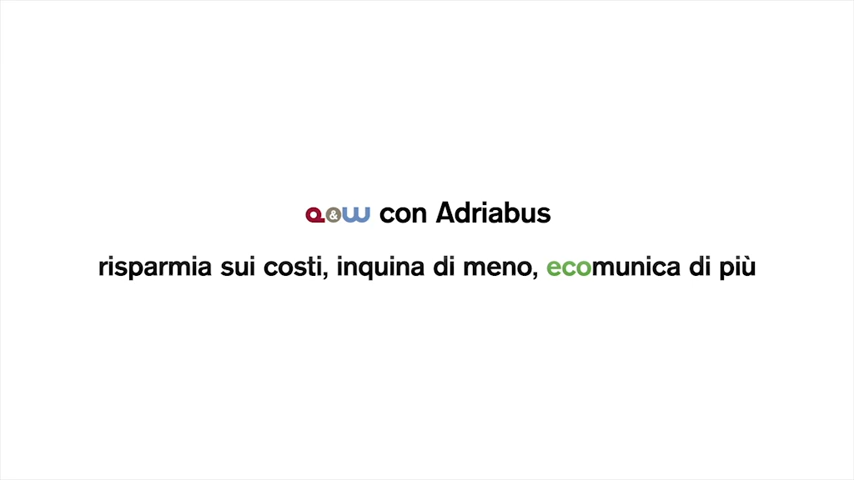 a&w con Adriabus
risparmia sui costi, inquina di meno, ecomunica di più